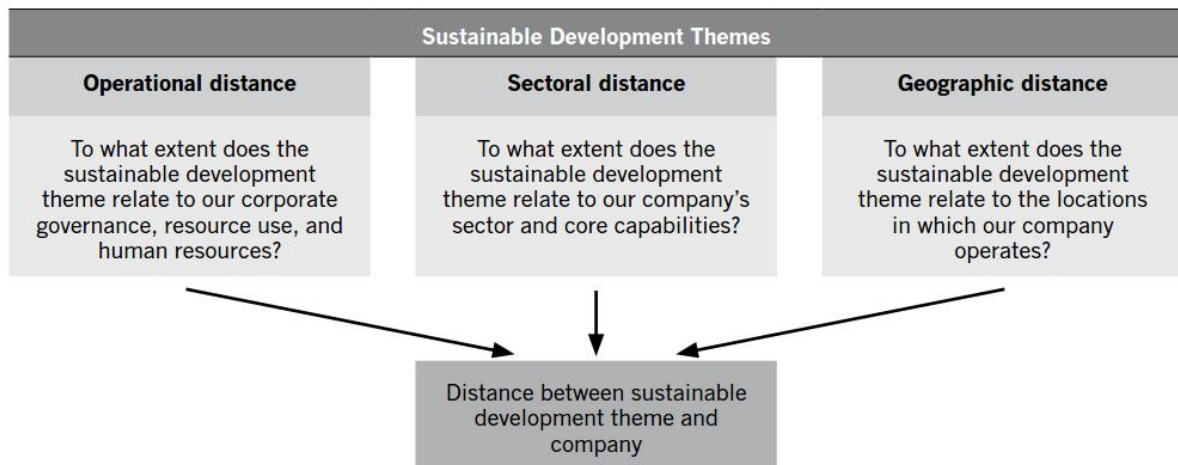 Sustainable Development Themes
Operational distance
To what extent does the
sustainable development
theme relate to our corporate
governance, resource use, and
human resources?
Sectoral distance
To what extent does the
sustainable development
theme relate to our company's
sector and core capabilities?
Geographic distance
To what extent does the
sustainable development
theme relate to the locations
in which our company
operates?
Distance between sustainable
development theme and
company